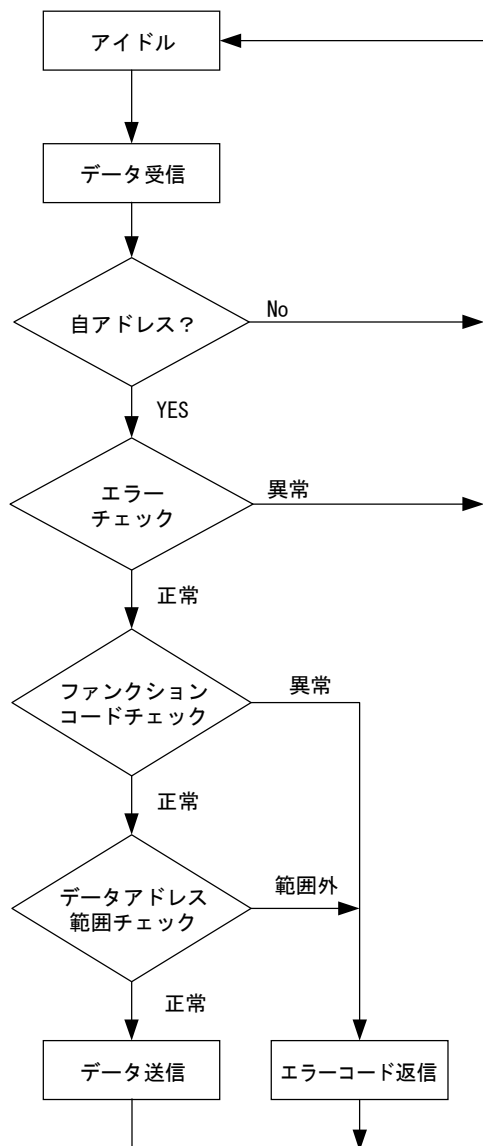 アイドル
データ受信
自アドレス？
No
YES
エラー
チェック
異常
正常
ファンクション
コードチェック
異常
正常
データアドレス
範囲チェック
範囲外
正常
データ送信
エラーコード返信